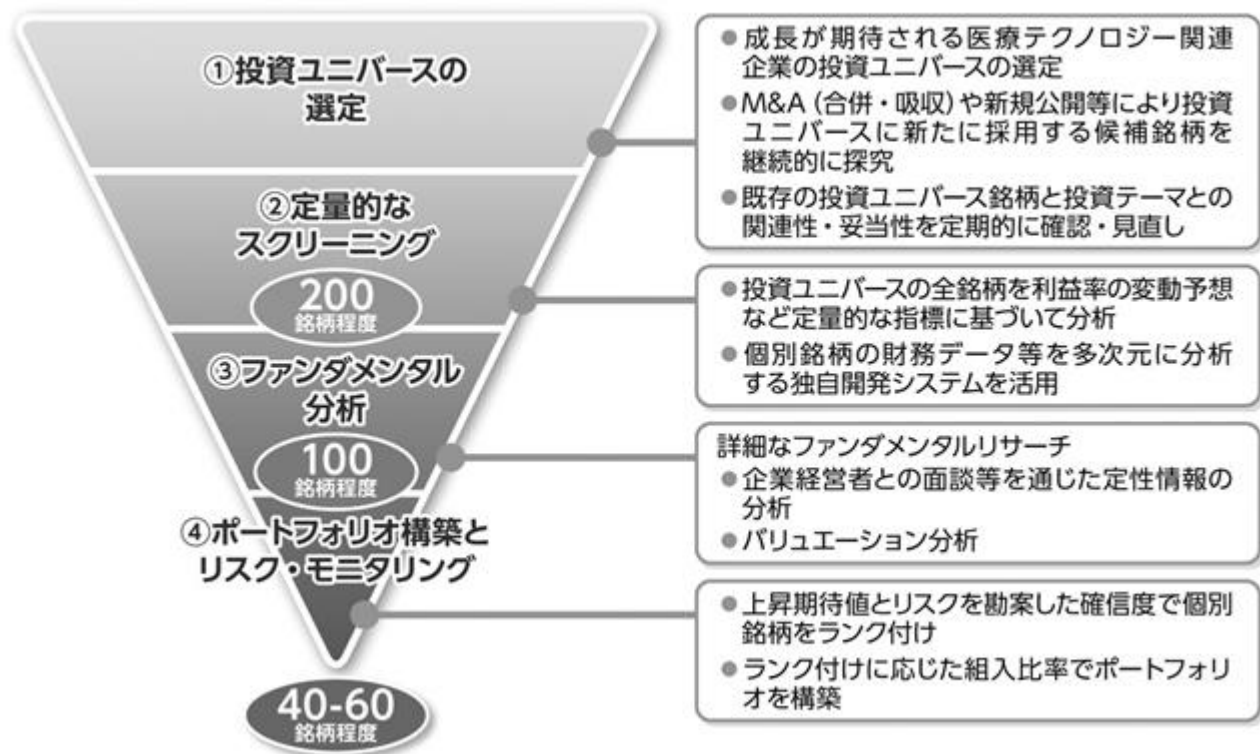 ①投資ユニバースの
選定
②定量的な
スクリーニング
200
銘柄程度
③ファンダメンタル
分析
100
銘柄程度
④ポートフォリオ構築と
リスク・モニタリング
40-60
銘柄程度
●成長が期待される医療テクノロジー関連
企業の投資ユニバースの選定
●M&A（合併・吸収）や新規公開等により投資
ユニバースに新たに採用する候補銘柄を
継続的に探究
●既存の投資ユニバース銘柄と投資テーマとの
関連性・妥当性を定期的に確認・見直し
●投資ユニバースの全銘柄を利益率の変動予想
など定量的な指標に基づいて分析
●個別銘柄の財務データ等を多次元に分析
する独自開発システムを活用
詳細なファンダメンタルリサーチ
●企業経営者との面談等を通じた定性情報の
分析
●バリュエーション分析
●上昇期待値とリスクを勘案した確信度で個別
銘柄をランク付け
●ランク付けに応じた組入比率でポートフォリ
オを構築